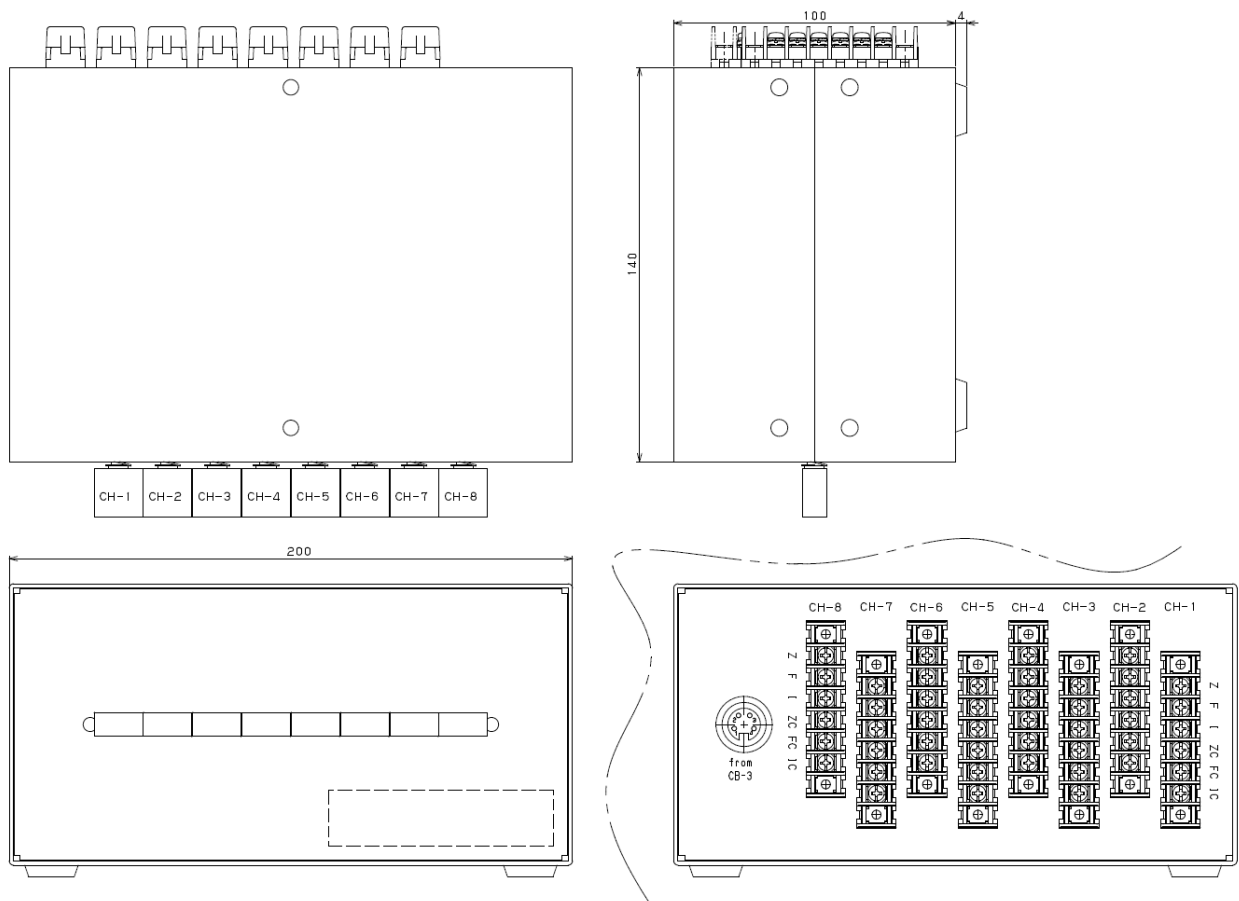 100
4
140
CH-1 CH-2 CH-3 CH-4 CH-5 CH-6 CH-7 CH-8
200
CH-8 CH-7 CH-6 CH-5 CH-4 CH-3 CH-2 CH-1
Z
F
I
ZC
FC
IC
Z
F
I
ZC
FC
IC
from
CB-3